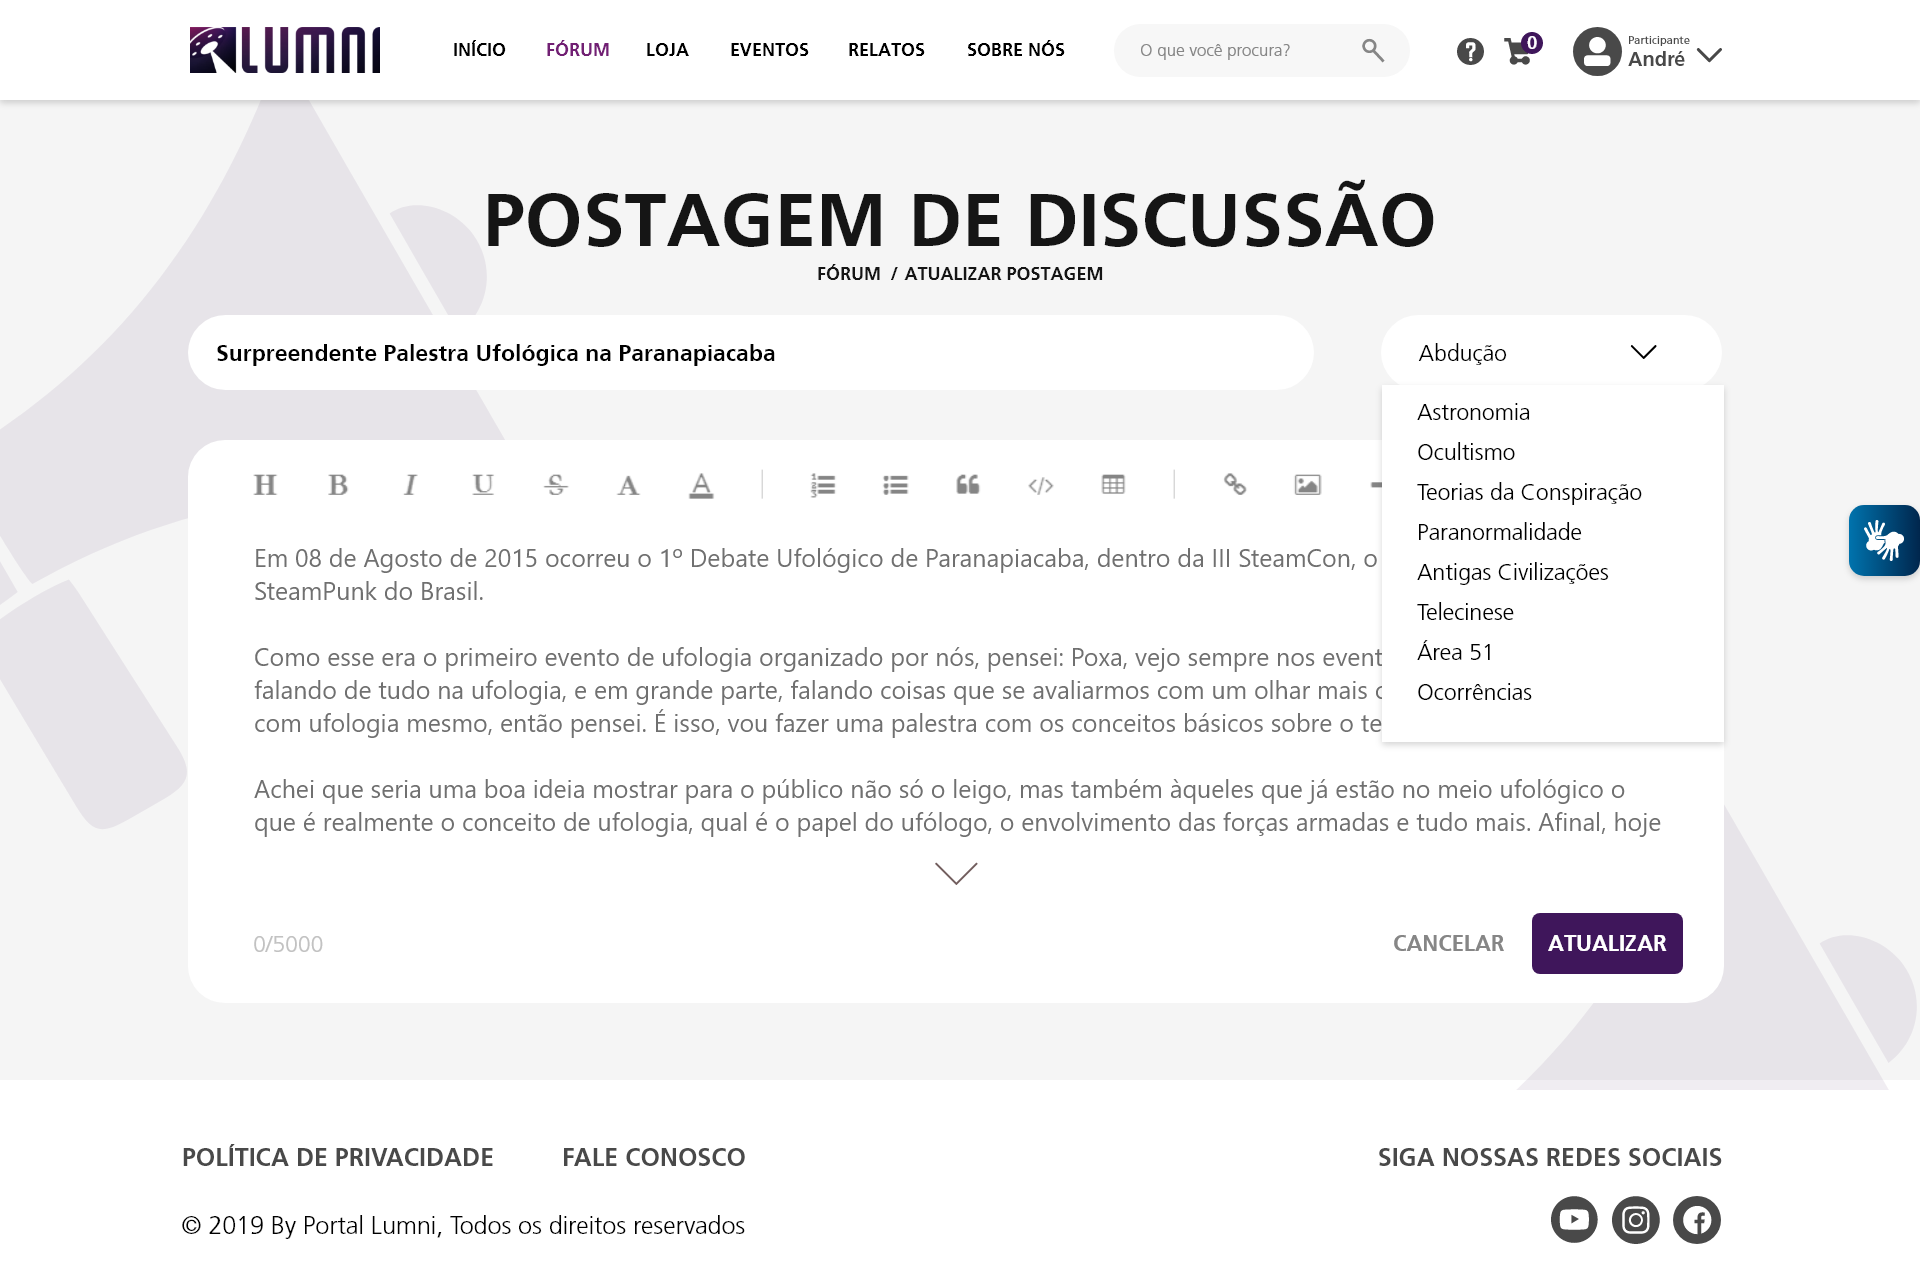 LUMNI
INÍCIO
FÓRUM
LOJA
EVENTOS
RELATOS
SOBRE NÓS
O que você procura?
0
Participante
André
POSTAGEM DE DISCUSSÃO
FÓRUM / ATUALIZAR POSTAGEM
Surpreendente Palestra Ufológica na Paranapiacaba
Abdução
Astronomia
Ocultismo
Teorias da Conspiração
Paranormalidade
Antigas Civilizações
Telecinese
Área 51
Ocorrências
H B I U S A A
Em 08 de Agosto de 2015 ocorreu o 1º Debate Ufológico de Paranapiacaba, dentro da III SteamCon, o
SteamPunk do Brasil.
Como esse era o primeiro evento de ufologia organizado por nós, pensei: Poxa, vejo sempre nos event
falando de tudo na ufologia, e em grande parte, falando coisas que se avaliarmos com um olhar mais
com ufologia mesmo, então pensei. É isso, vou fazer uma palestra com os conceitos básicos sobre o te
Achei que seria uma boa ideia mostrar para o público não só o leigo, mas também àqueles que já estão no meio ufológico o
que é realmente o conceito de ufologia, qual é o papel do ufólogo, o envolvimento das forças armadas e tudo mais. Afinal, hoje
0/5000
CANCELAR
ATUALIZAR
POLÍTICA DE PRIVACIDADE
FALE CONOSCO
SIGA NOSSAS REDES SOCIAIS
© 2019 By Portal Lumni, Todos os direitos reservados